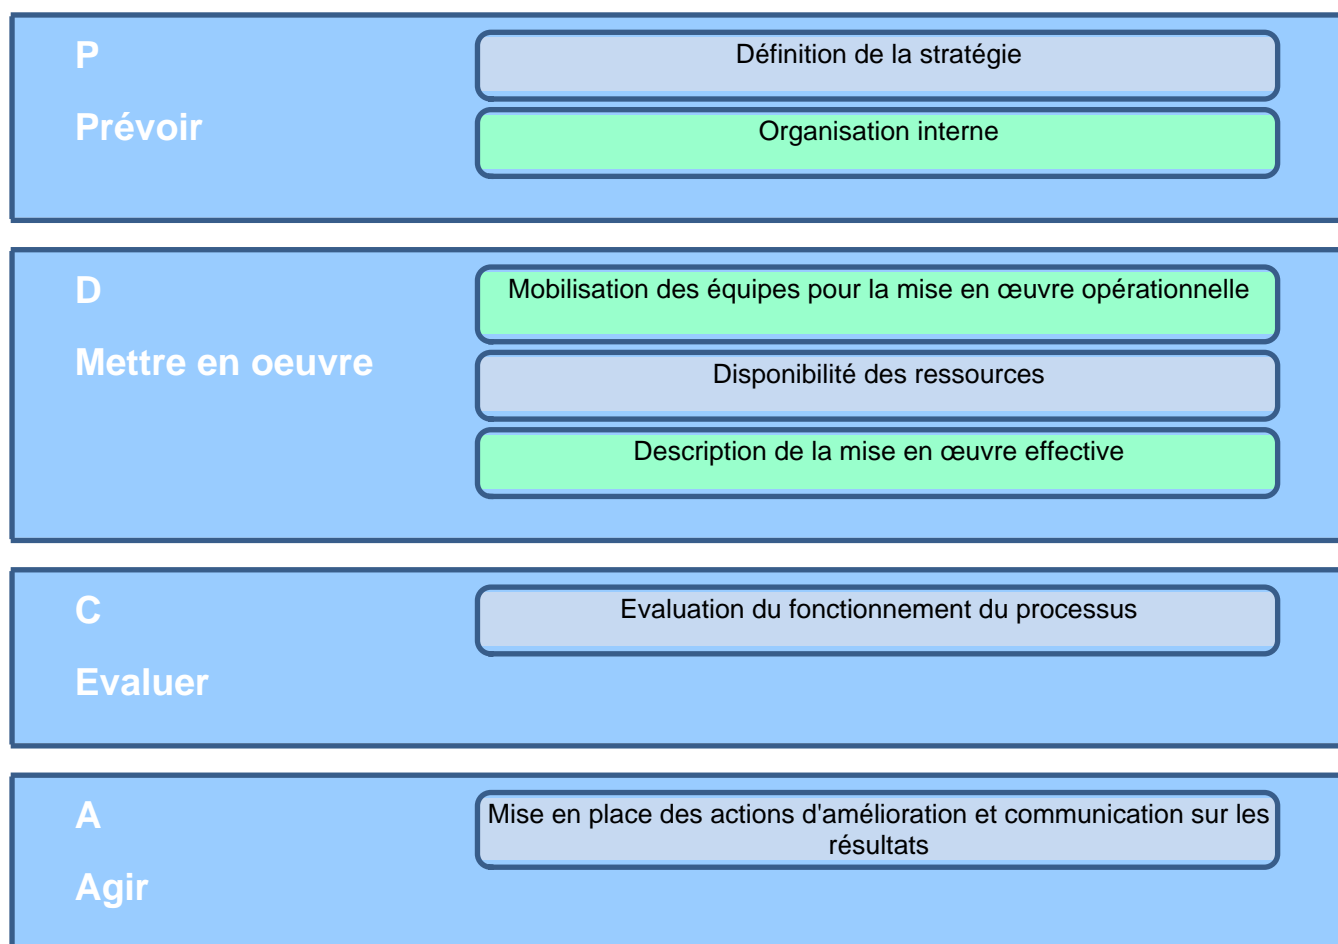 P
Prévoir
Définition de la stratégie
Organisation interne
D
Mettre en oeuvre
Mobilisation des équipes pour la mise en œuvre opérationnelle
Disponibilité des ressources
Description de la mise en œuvre effective
C
Evaluer
Evaluation du fonctionnement du processus
A
Agir
Mise en place des actions d'amélioration et communication sur les
résultats